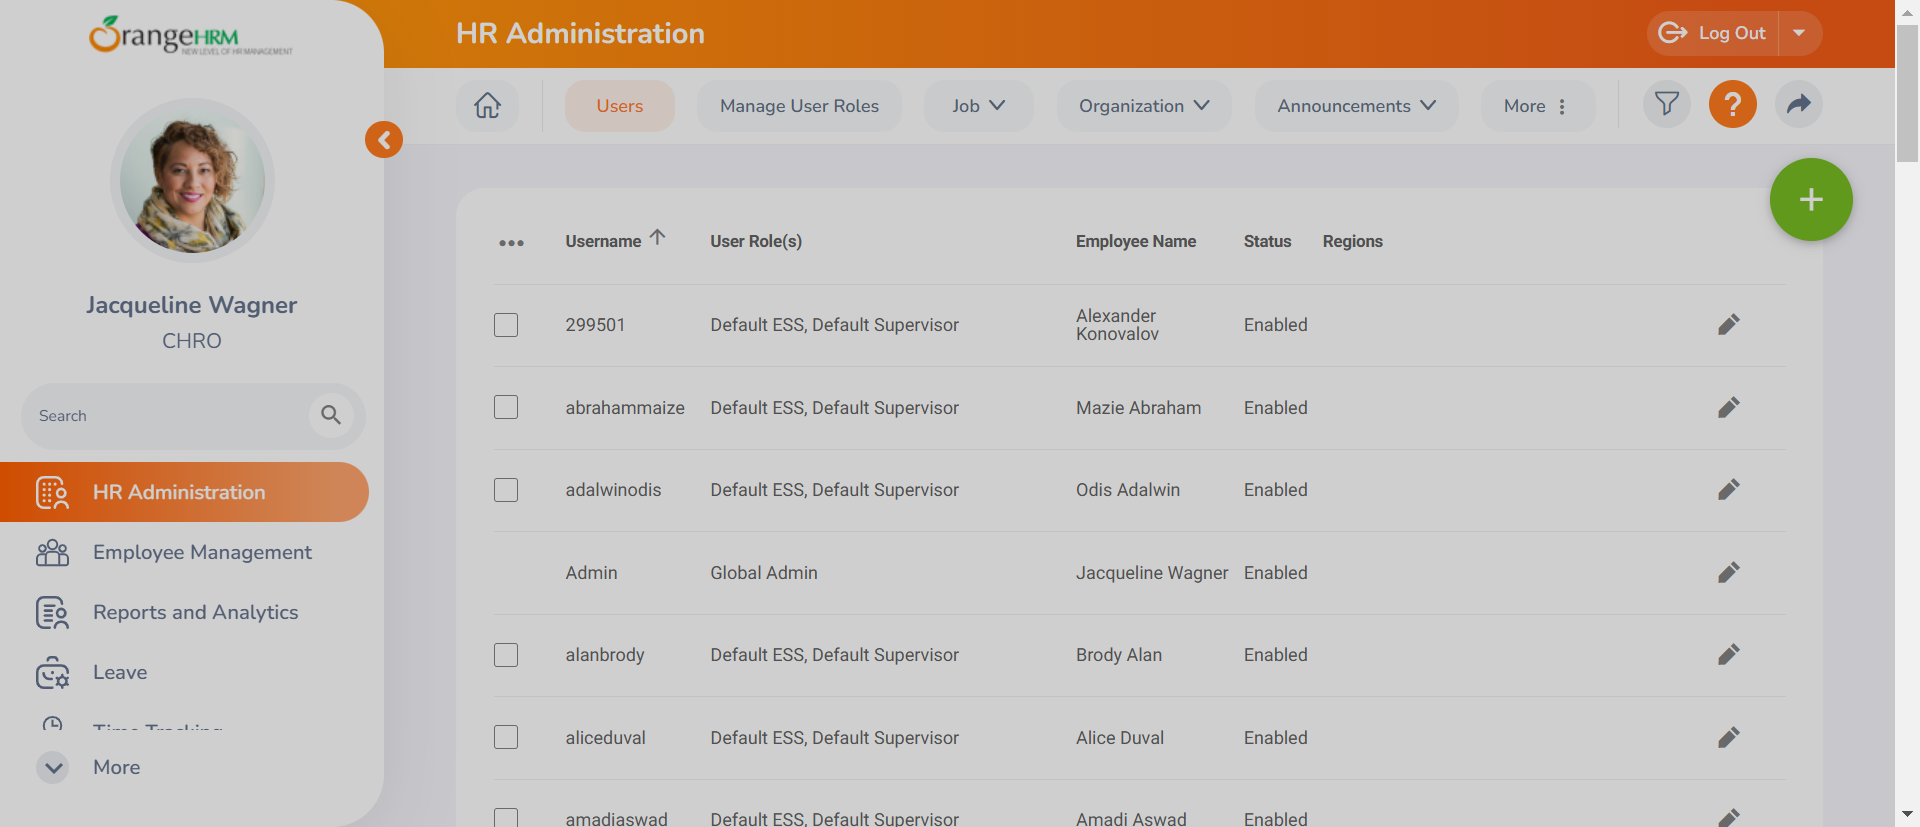 OrangeHRM
NEW LEVEL OF HR MANAGEMENT
HR Administration
Log Out
Users
Manage User Roles
Job
Organization
Announcements
More
?
Jacqueline Wagner
CHRO
Search
HR Administration
Employee Management
Reports and Analytics
Leave
Time Tracking
More
Username
User Role(s)
Employee Name
Status
Regions
299501 Default ESS, Default Supervisor Alexander Konovalov Enabled
abrahammaize Default ESS, Default Supervisor Mazie Abraham Enabled
adalwinodis Default ESS, Default Supervisor Odis Adalwin Enabled
Admin Global Admin Jacqueline Wagner Enabled
alanbrody Default ESS, Default Supervisor Brody Alan Enabled
aliceduval Default ESS, Default Supervisor Alice Duval Enabled
amadiaswad Default ESS, Default Supervisor Amadi Aswad Enabled